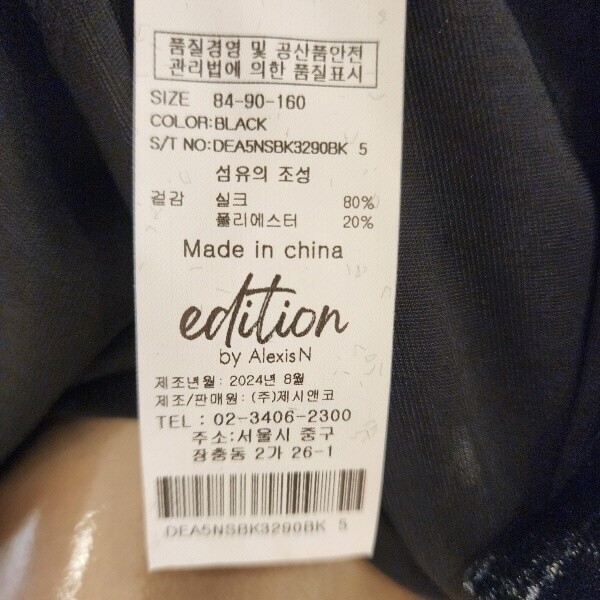 품질경영 및 공산품안전
관리법에 의한 품질표시
SIZE 84-90-160
COLOR:BLACK
S/T NO:DEA5NSBK3290BK 5
섬유의 조성
겉감 실크 80%
폴리에스터 20%
Made in china
edition
by AlexisN
제조년월: 2024년 8월
제조/판매원: (주)제시앤코
TEL : 02-3406-2300
주소:서울시 중구
장충동 2가 26-1
DEA5NSBK3290BK 5